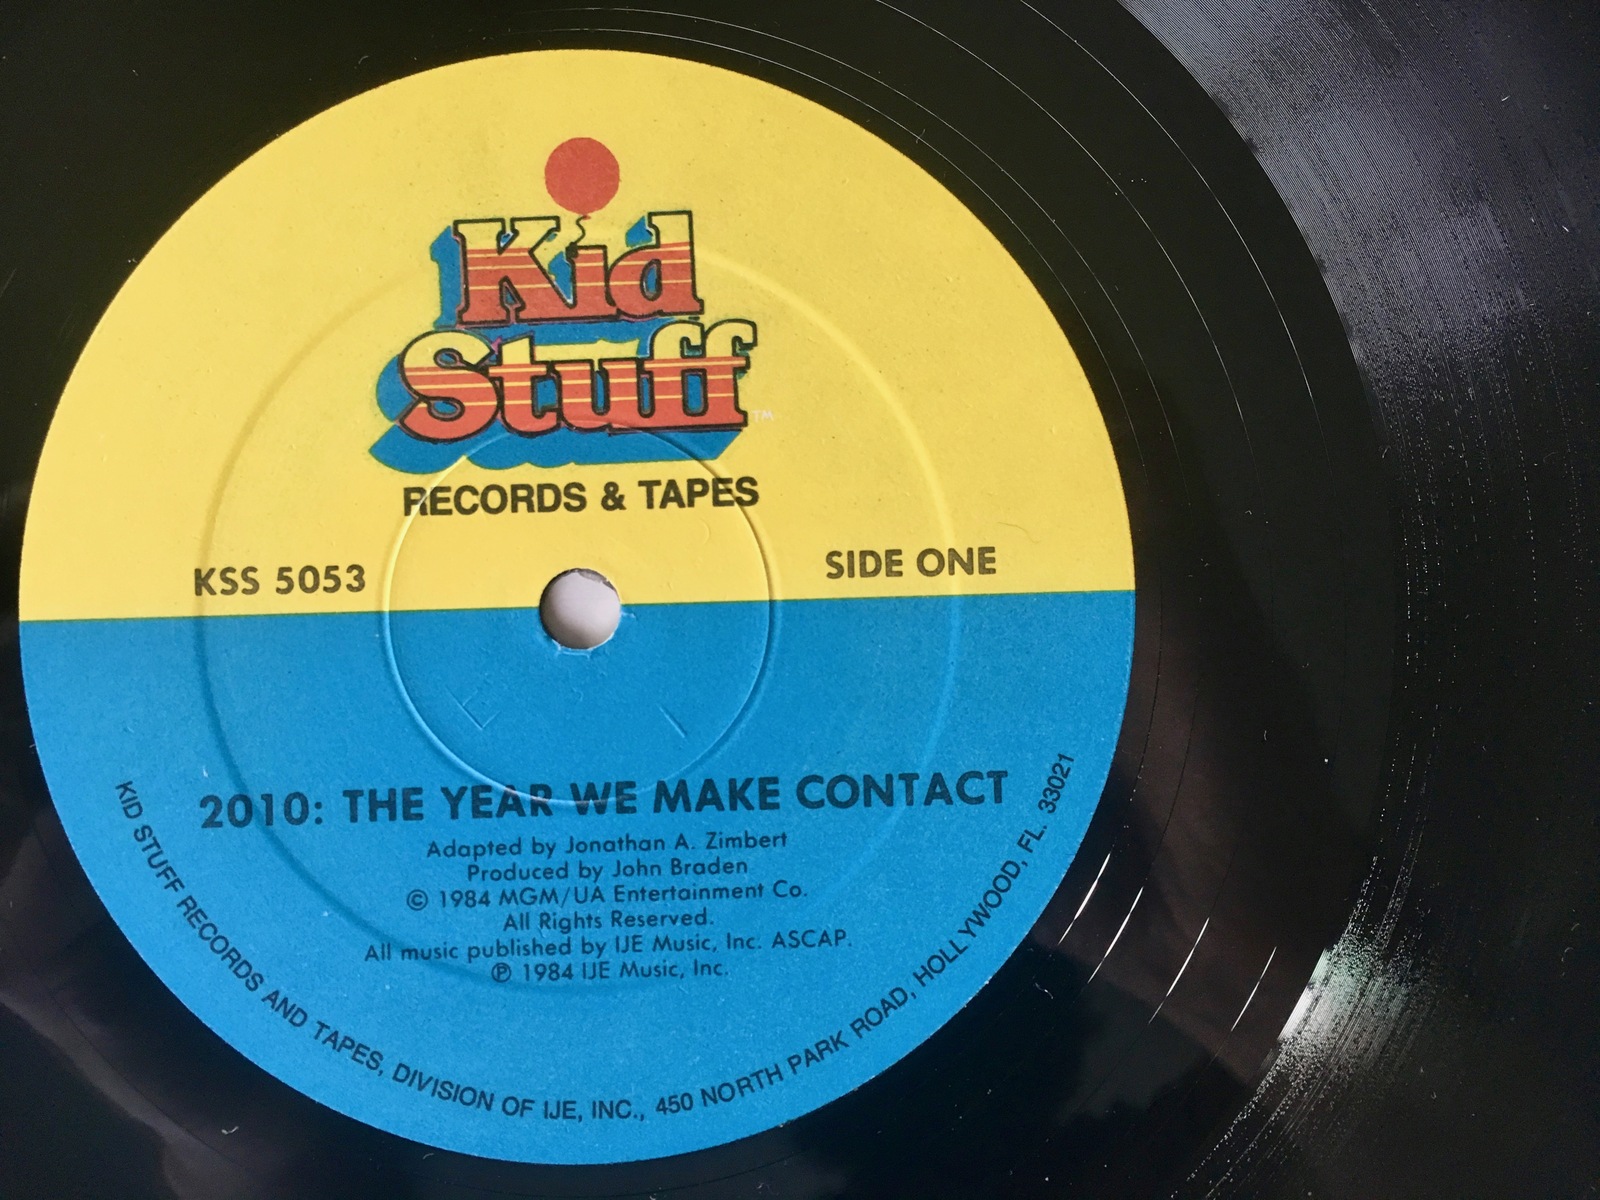 Kid
Stuff™
RECORDS & TAPES
KSS 5053
SIDE ONE
2010: THE YEAR WE MAKE CONTACT
Adapted by Jonathan A. Zimbert
Produced by John Braden
© 1984 MGM/UA Entertainment Co.
All Rights Reserved.
All music published by IJE Music, Inc. ASCAP.
℗ 1984 IJE Music, Inc.
KID STUFF RECORDS AND TAPES, DIVISION OF IJE, INC., 450 NORTH PARK ROAD, HOLLYWOOD, FL. 33021